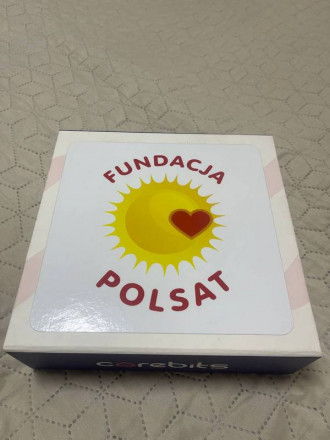 FUNDACJA
POLSAT
corebits